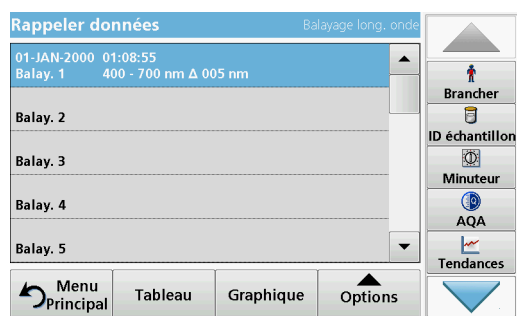 Rappeler données
Balayage long. onde
01-JAN-2000 01:08:55
Balay. 1 400 - 700 nm Δ 005 nm
Balay. 2
Balay. 3
Balay. 4
Balay. 5
Menu
Principal
Tableau
Graphique
Options
Brancher
ID échantillon
Minuteur
AQA
Tendances